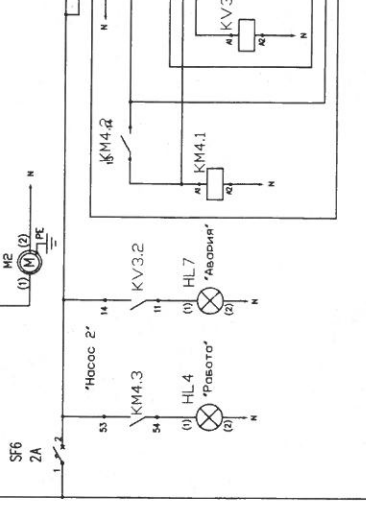 N
KV3
A1
A2
N
KM4.2
13
KM4.1
A1
A2
N
N
M2
(1)
(2)
M
PE
"Насос 2"
14
KV3.2
11
HL7
"Авария"
(1)
(2)
N
53
KM4.3
54
HL4
"Работа"
(1)
(2)
N
SF6
2A
1
2